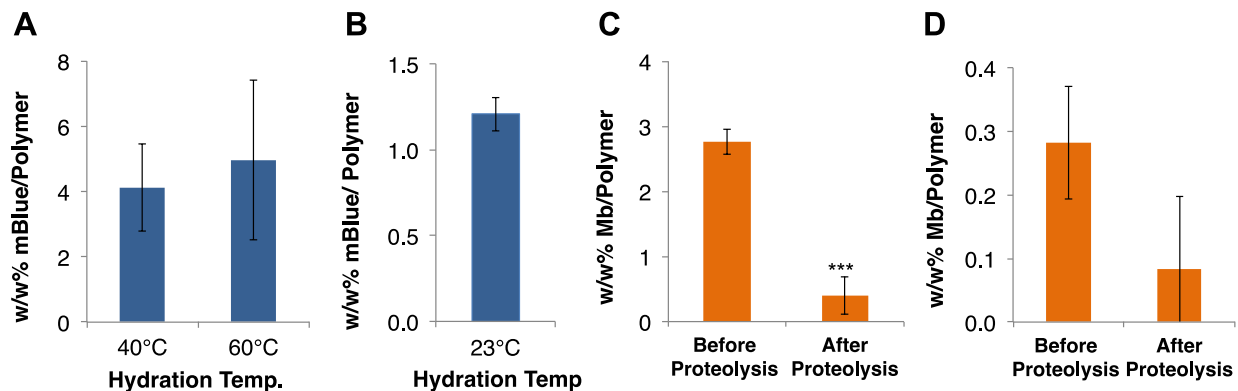 A
w/w% mBlue/Polymer
8
6
4
2
0
40°C 60°C
Hydration Temp.
B
w/w% mBlue/ Polymer
1.5
1.0
0.5
0.0
23°C
Hydration Temp
C
w/w% Mb/Polymer
4
3
2
1
0
***
Before After
Proteolysis Proteolysis
D
w/w% Mb/Polymer
0.4
0.3
0.2
0.1
0.0
Before After
Proteolysis Proteolysis